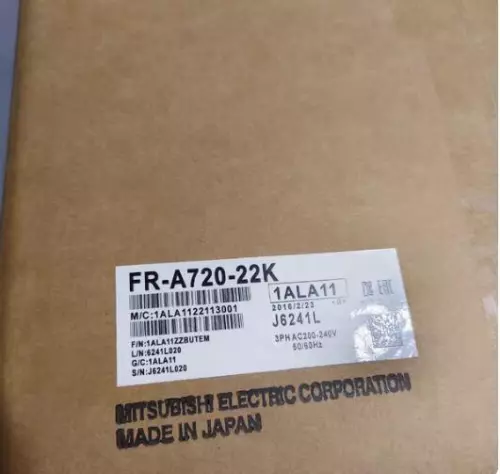 FR-A720-22K
1ALA11
M/C:1ALA11Z2113001
2016/2/23
J6241L
F/N:1ALA11ZZBUTEM
L/N:6241L020
G/C:1ALA11
S/N:J6241L020
3PH AC200-240V
50/60Hz
MITSUBISHI ELECTRIC CORPORATION
MADE IN JAPAN